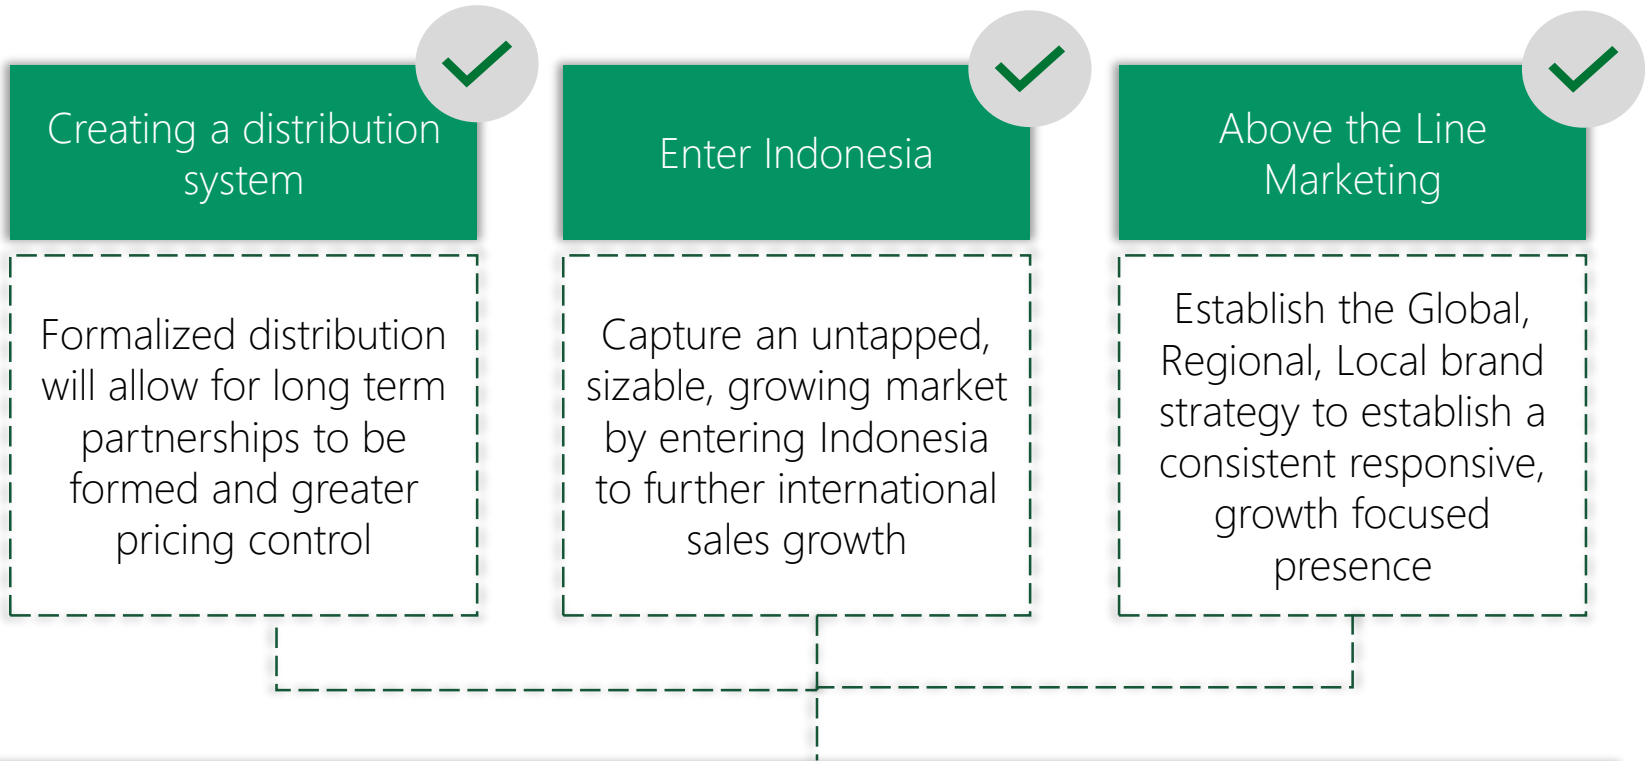 Creating a distribution
system
Enter Indonesia
Above the Line
Marketing
Formalized distribution
will allow for long term
partnerships to be
formed and greater
pricing control
Capture an untapped,
sizable, growing market
by entering Indonesia
to further international
sales growth
Establish the Global,
Regional, Local brand
strategy to establish a
consistent responsive,
growth focused
presence